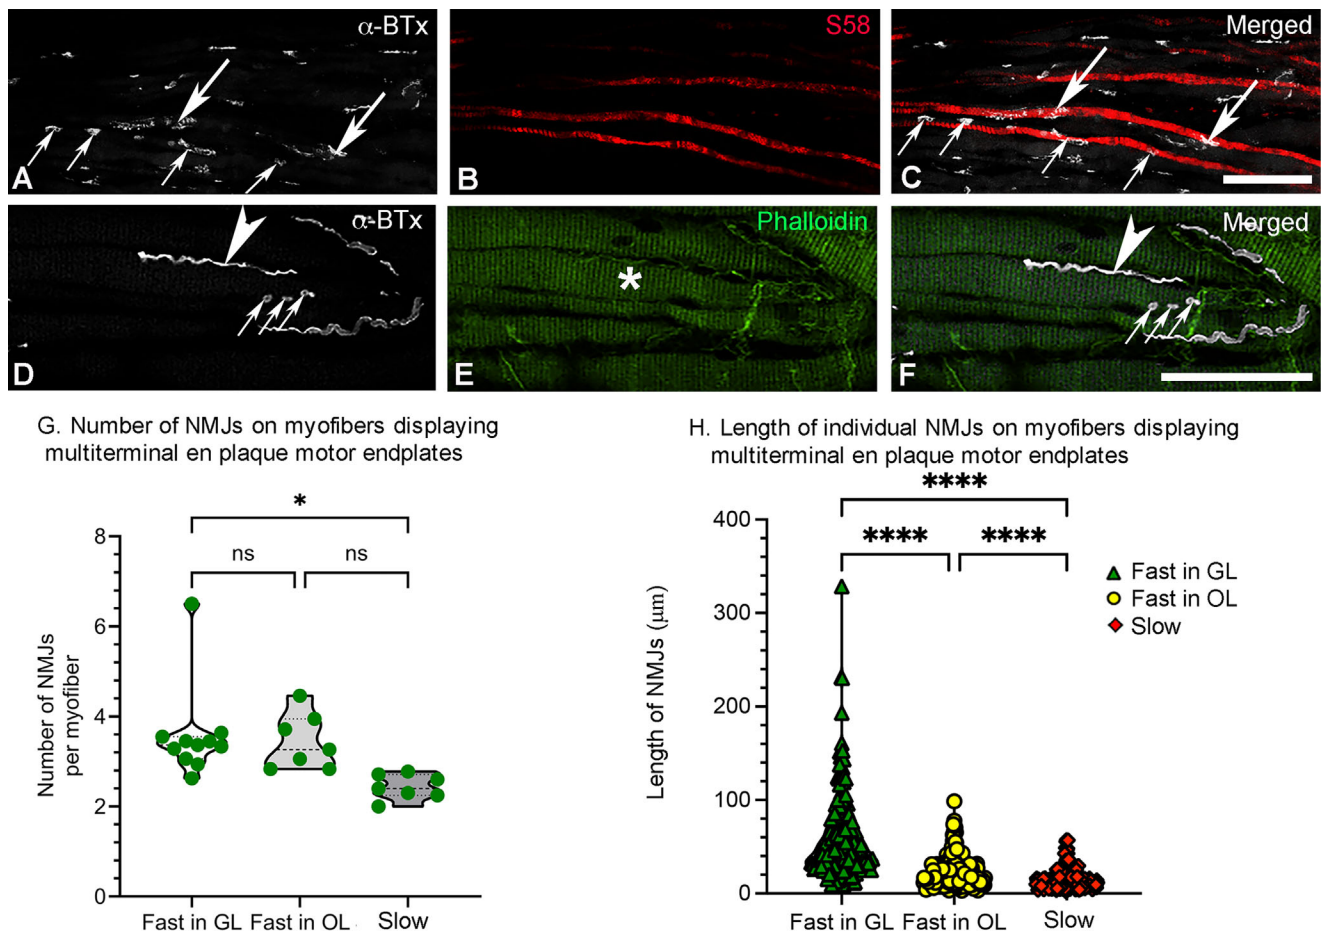 α-BTx
S58
Merged
A
B
C
α-BTx
Phalloidin
Merged
*
D
E
F
G. Number of NMJs on myofibers displaying
multiterminal en plaque motor endplates
H. Length of individual NMJs on myofibers displaying
multiterminal en plaque motor endplates
*
ns
ns
8
6
4
2
0
Number of NMJs
per myofiber
Fast in GL
Fast in OL
Slow
****
****
****
400
300
200
100
0
Length of NMJs (µm)
Fast in GL
Fast in OL
Slow
Fast in GL
Fast in OL
Slow